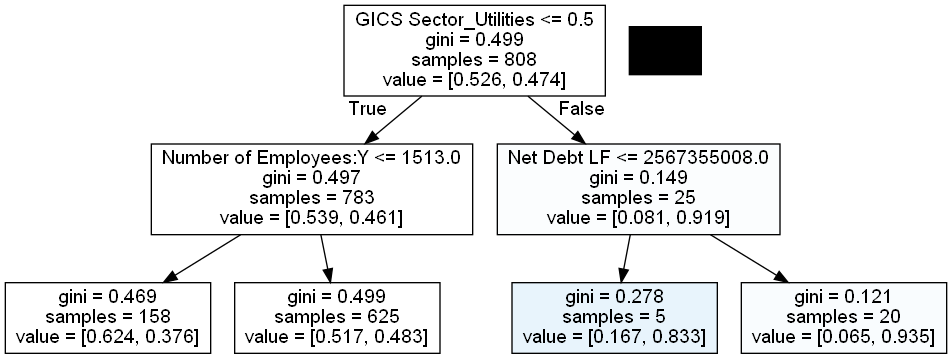 GICS Sector_Utilities <= 0.5
gini = 0.499
samples = 808
value = [0.526, 0.474]
True
False
Number of Employees:Y <= 1513.0
gini = 0.497
samples = 783
value = [0.539, 0.461]
Net Debt LF <= 2567355008.0
gini = 0.149
samples = 25
value = [0.081, 0.919]
gini = 0.469
samples = 158
value = [0.624, 0.376]
gini = 0.499
samples = 625
value = [0.517, 0.483]
gini = 0.278
samples = 5
value = [0.167, 0.833]
gini = 0.121
samples = 20
value = [0.065, 0.935]